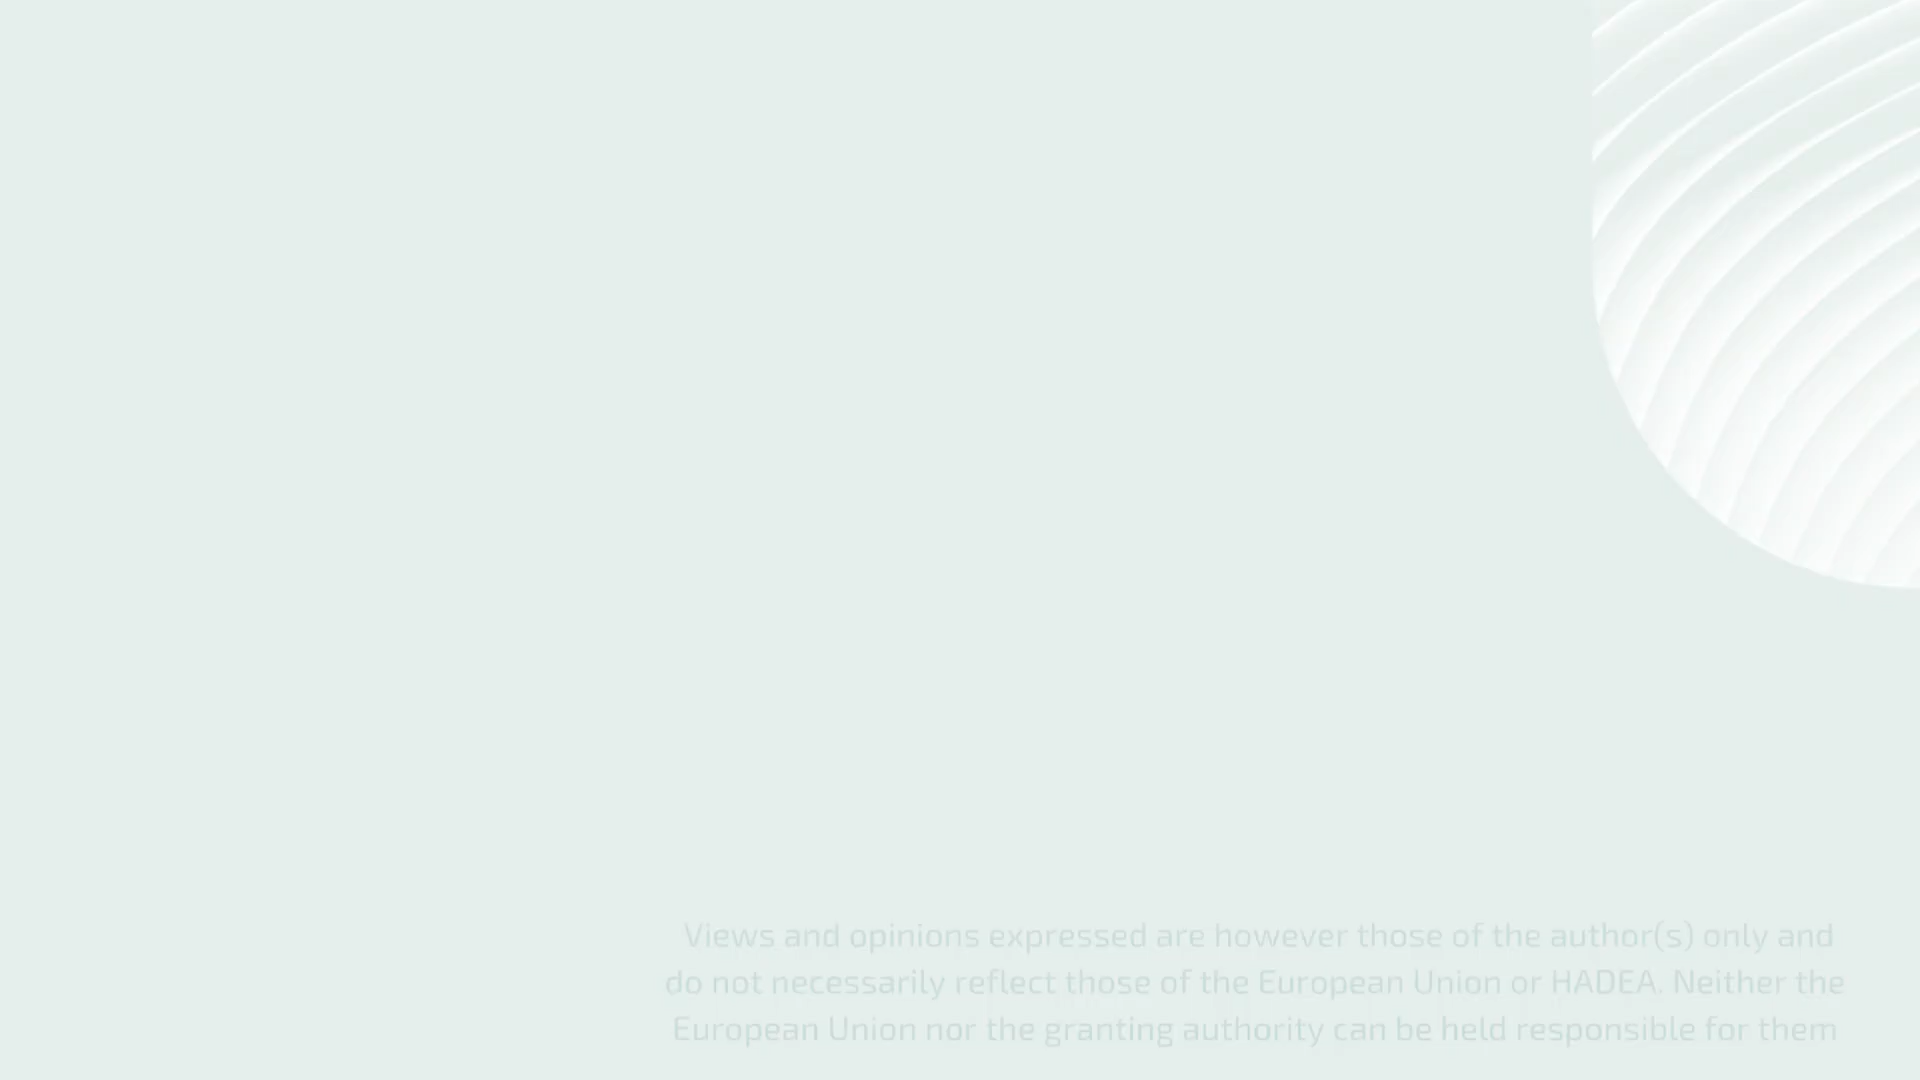 Views and opinions expressed are however those of the author(s) only and
do not necessarily reflect those of the European Union or HADEA. Neither the
European Union nor the granting authority can be held responsible for them